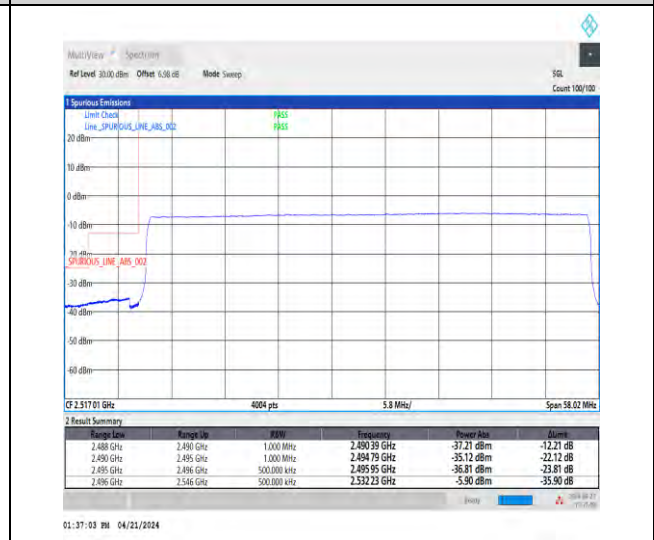 MultiView Spectrum
Ref Level 30.00 dBm Offset 6.98 dB Mode Sweep SGL
Count 100/100
1 Spurious Emissions
Limit Check PASS
Line _SPURIOUS_LINE_ABS_002 PASS
20 dBm
10 dBm
0 dBm
-10 dBm
-20 dBm
_SPURIOUS_LINE_ABS_002
-30 dBm
-40 dBm
-50 dBm
-60 dBm
CF 2.517 01 GHz 4004 pts 5.8 MHz/ Span 58.02 MHz
2 Result Summary
Range Low Range Up RBW Frequency Power Abs ΔLimit
2.488 GHz 2.490 GHz 1.000 MHz 2.490 39 GHz -37.21 dBm -12.21 dB
2.490 GHz 2.495 GHz 1.000 MHz 2.494 79 GHz -35.12 dBm -22.12 dB
2.495 GHz 2.496 GHz 500.000 kHz 2.495 95 GHz -36.81 dBm -23.81 dB
2.496 GHz 2.546 GHz 500.000 kHz 2.532 23 GHz -5.90 dBm -35.90 dB
Ready
01:37:03 PM 04/21/2024